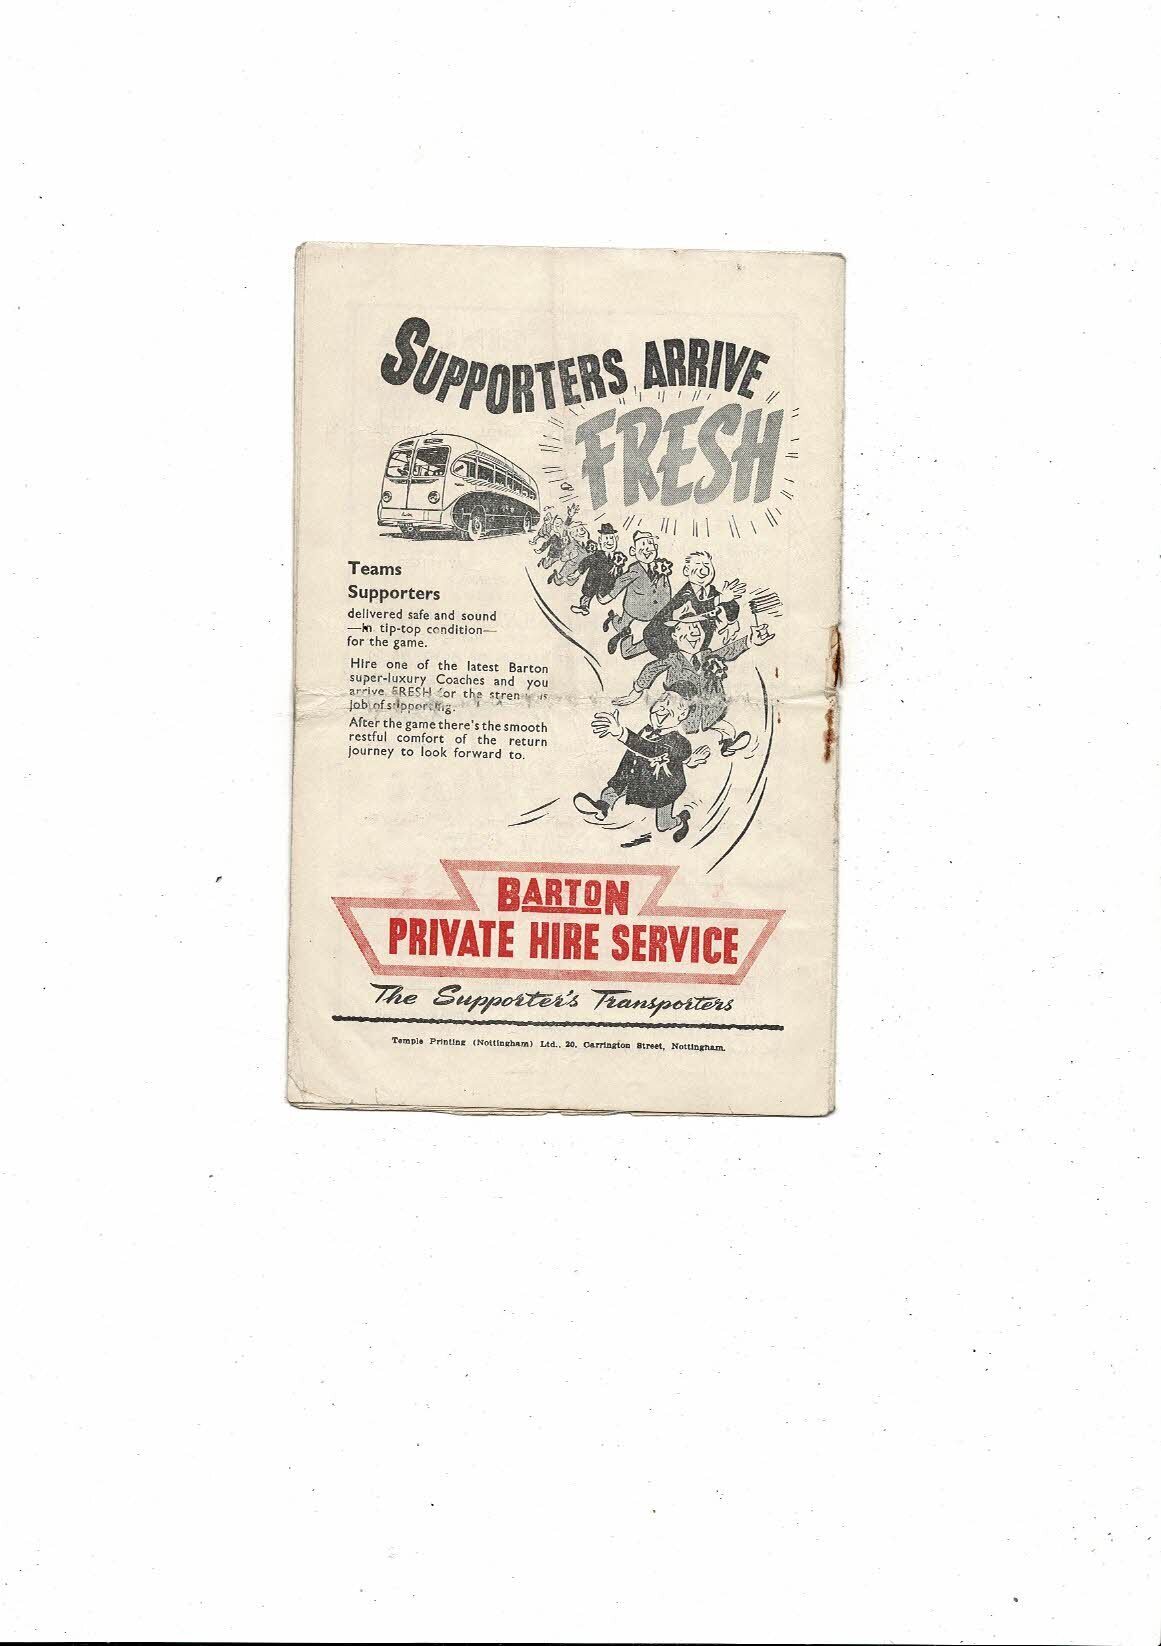 SUPPORTERS ARRIVE
FRESH
Teams
Supporters
delivered safe and sound
—in tip-top condition—
for the game.
Hire one of the latest Barton
super-luxury Coaches and you
arrive FRESH for the
job of supporting.
After the game there's the smooth
restful comfort of the return
journey to look forward to.
BARTON
PRIVATE HIRE SERVICE
The Supporter's Transporters
Temple Printing (Nottingham) Ltd., 20, Carrington Street, Nottingham.